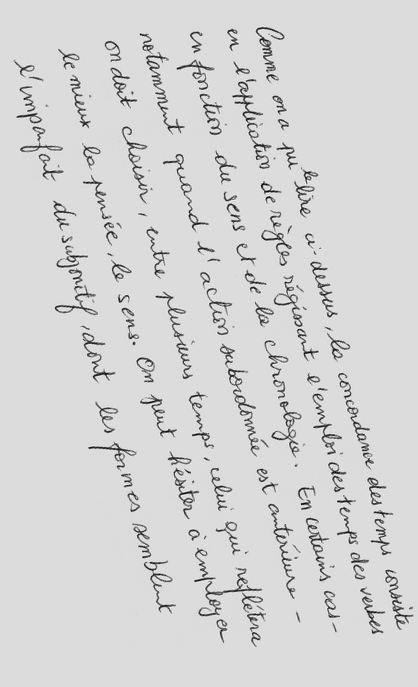 Comme on a pu le lire ci-dessus, la concordance des temps consiste
en l'application de règles régissant l'emploi des temps des verbes
en fonction du sens et de la chronologie. En certains cas -
notamment quand l'action subordonnée est antérieure -
on doit choisir, entre plusieurs temps, celui qui reflétera
le mieux la pensée, le sens. On peut hésiter à employer
l'imparfait du subjonctif, dont les formes semblent